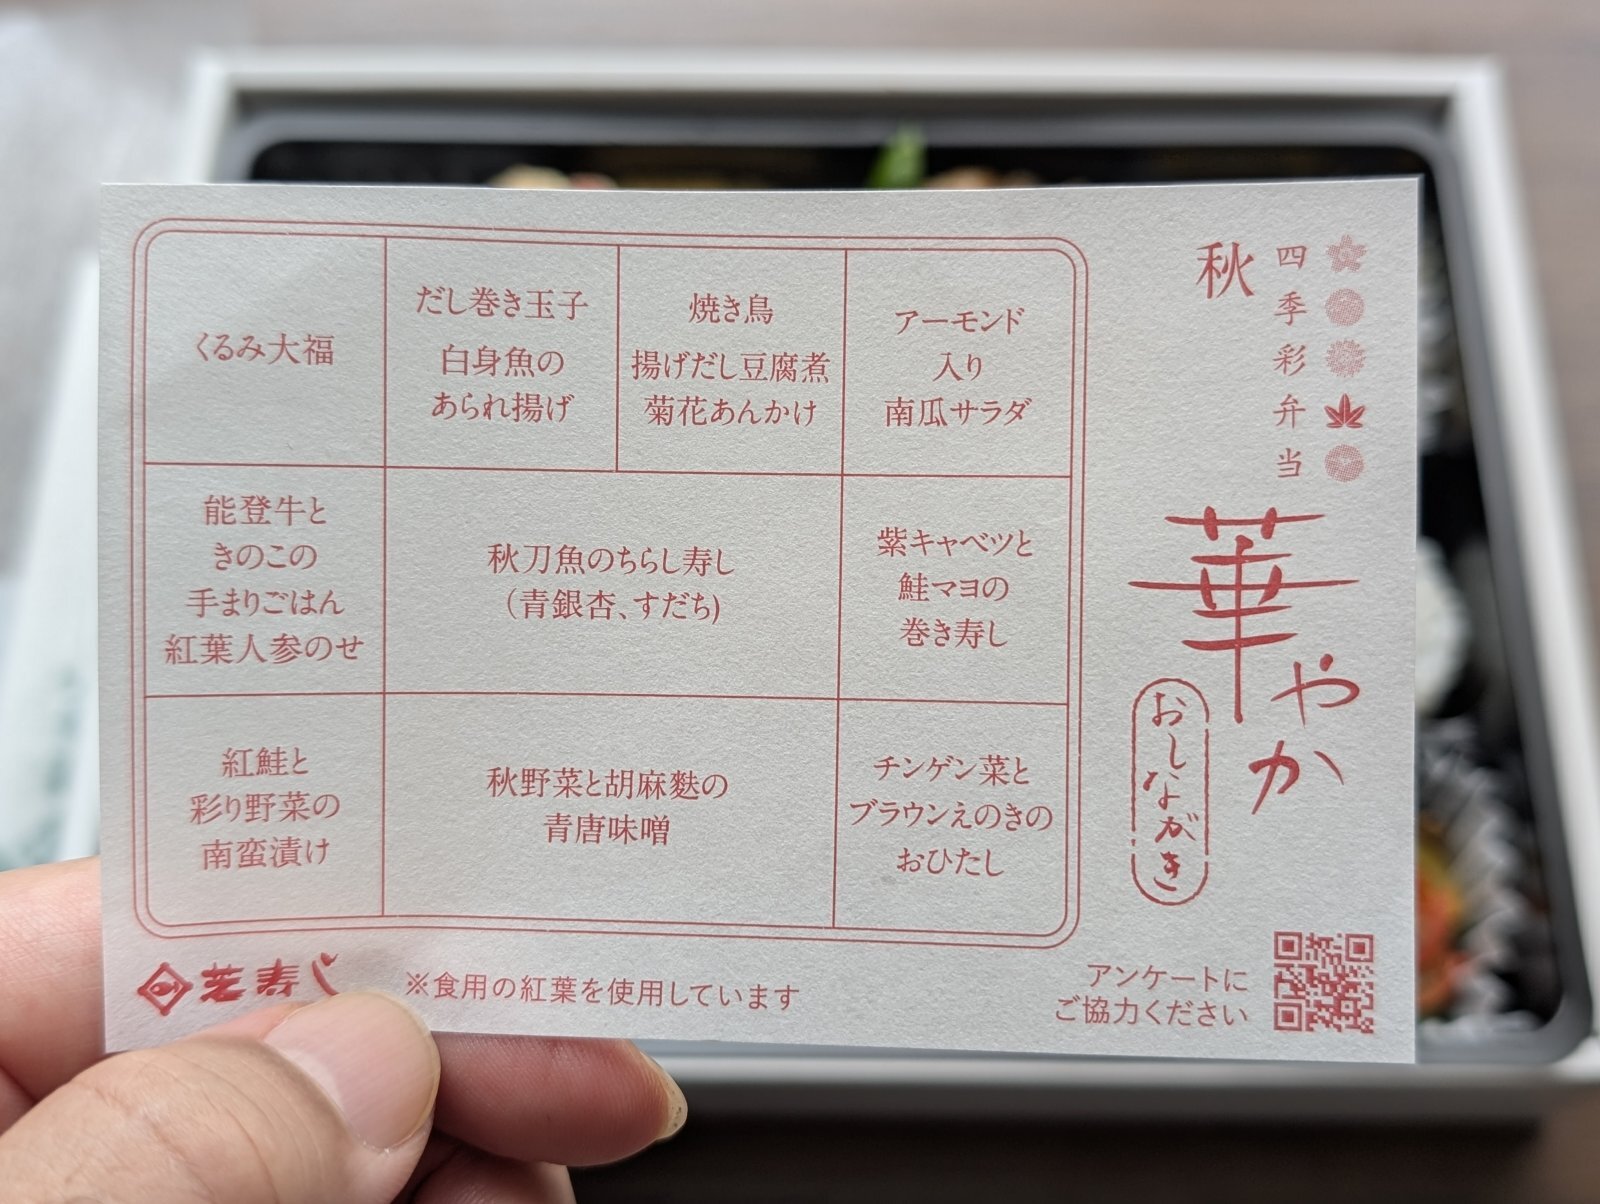 秋
四季彩弁当
華やか
おしながき
くるみ大福
だし巻き玉子
白身魚の
あられ揚げ
焼き鳥
揚げだし豆腐煮
菊花あんかけ
アーモンド
入り
南瓜サラダ
能登牛と
きのこの
手まりごはん
紅葉人参のせ
秋刀魚のちらし寿し
（青銀杏、すだち）
紫キャベツと
鮭マヨの
巻き寿し
紅鮭と
彩り野菜の
南蛮漬け
秋野菜と胡麻麩の
青唐味噌
チンゲン菜と
ブラウンえのきの
おひたし
芝寿し
※食用の紅葉を使用しています
アンケートに
ご協力ください